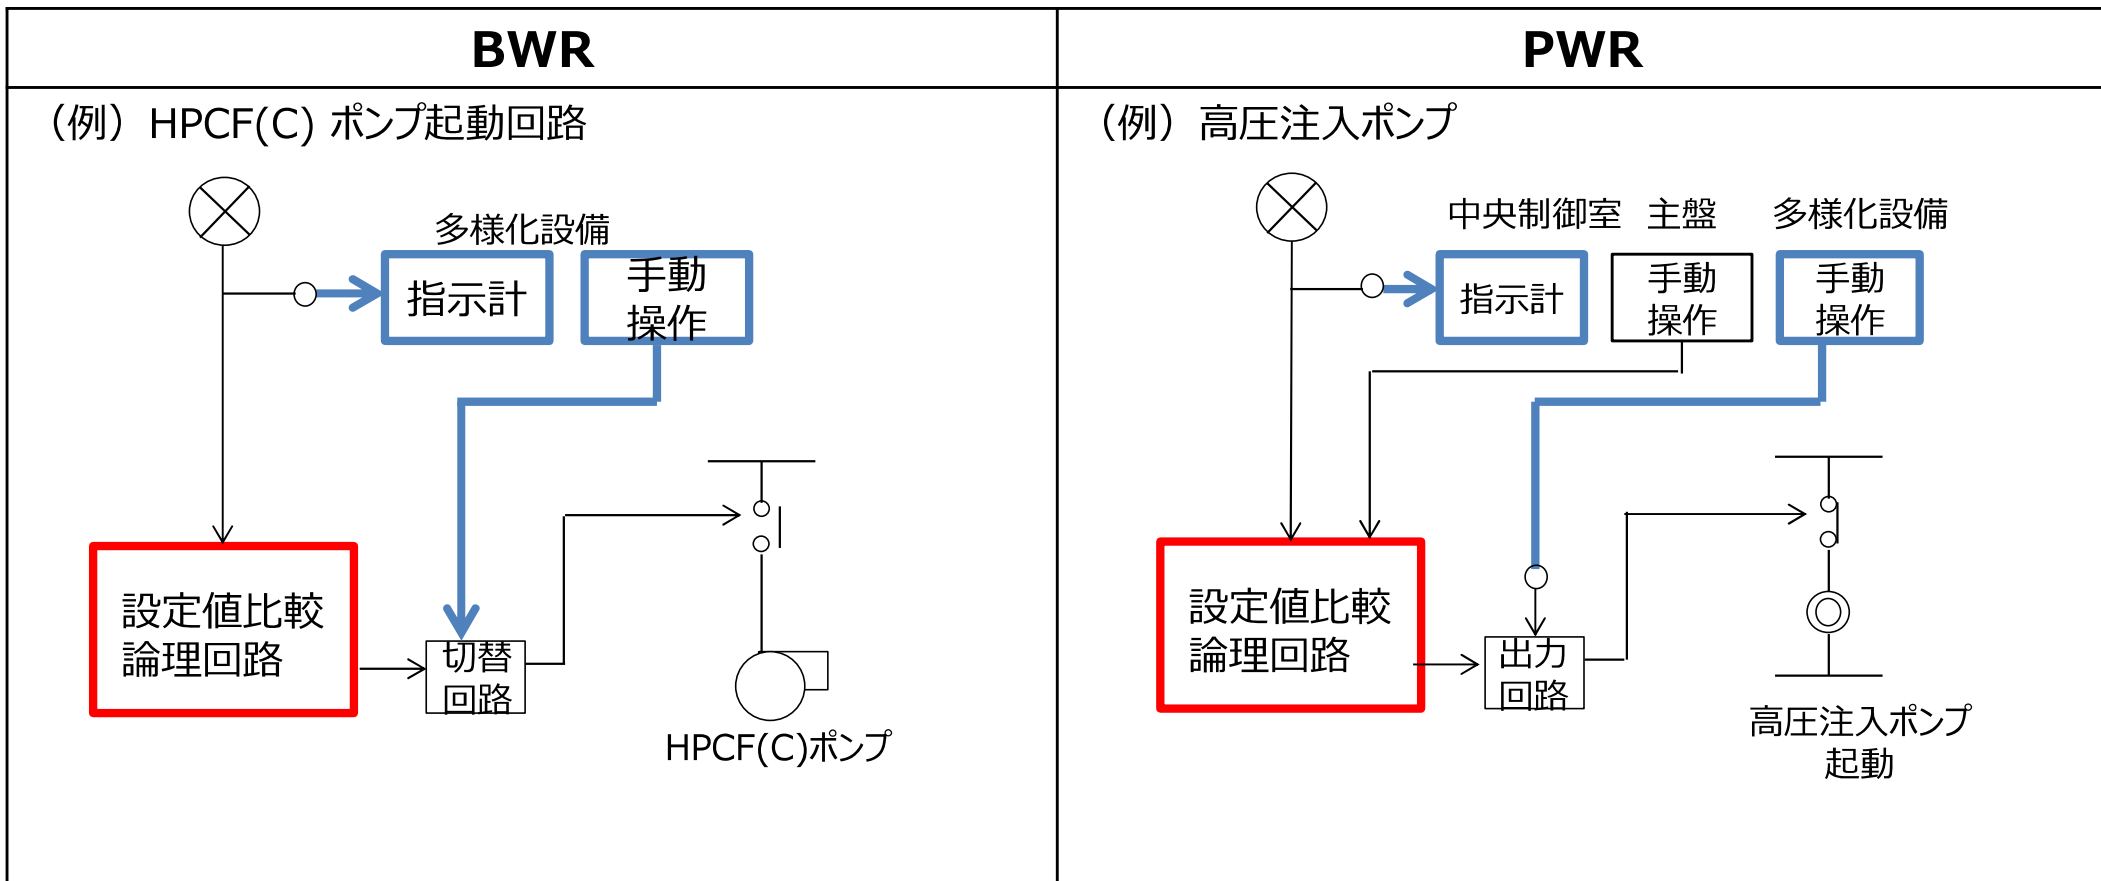 BWR
(例) HPCF(C) ポンプ起動回路
多様化設備
指示計
手動
操作
設定値比較
論理回路
切替
回路
HPCF(C)ポンプ
PWR
(例) 高圧注入ポンプ
中央制御室 主盤 多様化設備
指示計
手動
操作
手動
操作
設定値比較
論理回路
出力
回路
高圧注入ポンプ
起動